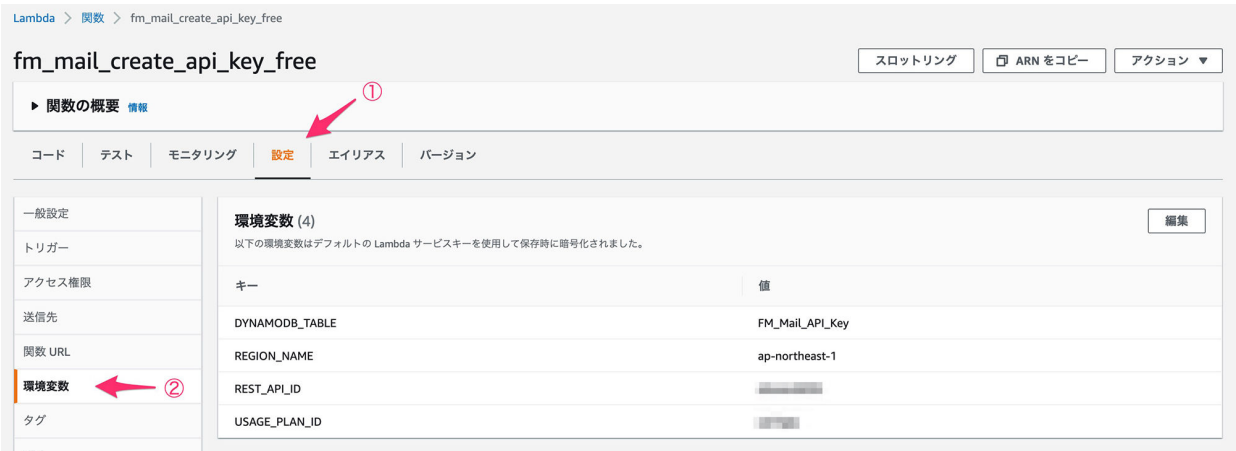 Lambda > 関数 > fm_mail_create_api_key_free
fm_mail_create_api_key_free
スロットリング
ARN をコピー
アクション ▼
▶ 関数の概要 情報
①
コード
テスト
モニタリング
設定
エイリアス
バージョン
一般設定
トリガー
アクセス権限
送信先
関数 URL
環境変数
②
タグ
環境変数 (4)
編集
以下の環境変数はデフォルトの Lambda サービスキーを使用して保存時に暗号化されました。
キー 値
DYNAMODB_TABLE FM_Mail_API_Key
REGION_NAME ap-northeast-1
REST_API_ID
USAGE_PLAN_ID